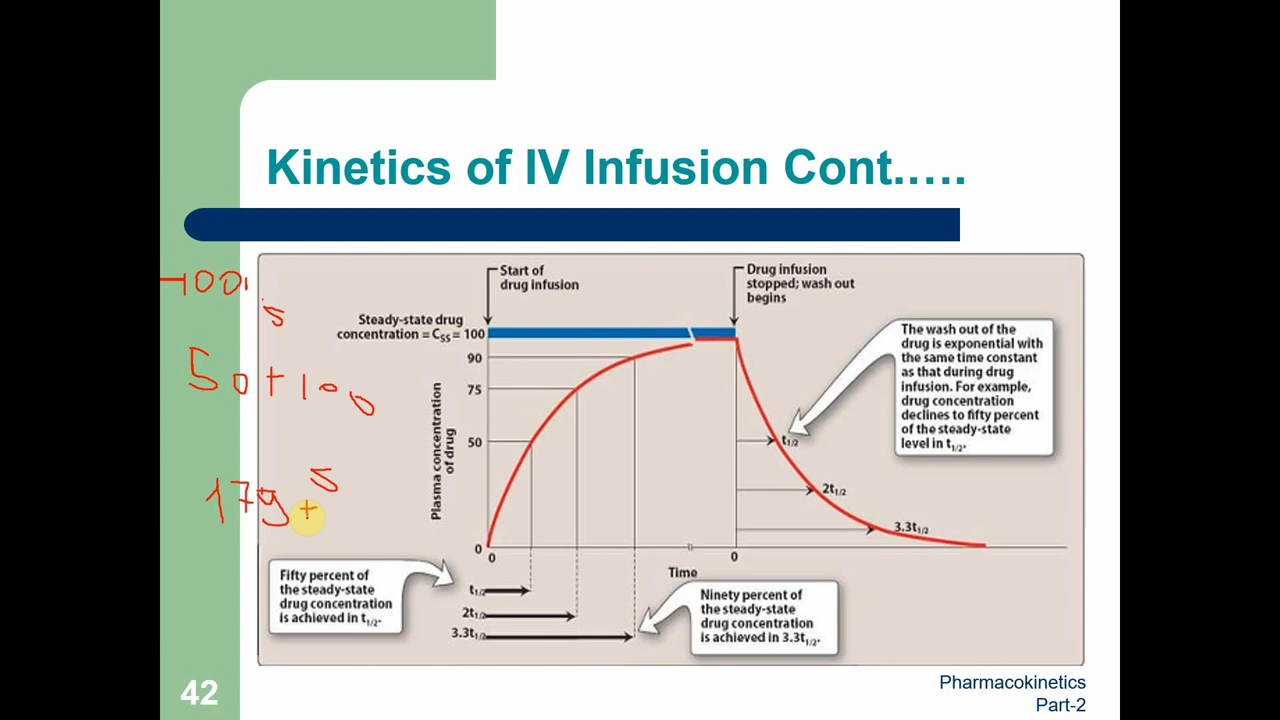 Kinetics of IV Infusion Cont.....
100
50+100
Start of
drug infusion
Drug infusion
stopped; wash out
begins
Steady-state drug
concentration = CSS = 100
90
75
50
0
Plasma concentration
of drug
The wash out of the
drug is exponential with
the same time constant
as that during drug
infusion. For example,
drug concentration
declines to fifty percent
of the steady-state
level in t1/2.
t1/2
2t1/2
3.3t1/2
0
0
Time
Fifty percent of
the steady-state
drug concentration
is achieved in t1/2.
t1/2
2t1/2
3.3t1/2
Ninety percent of
the steady-state
drug concentration
is achieved in 3.3t1/2.
42
Pharmacokinetics
Part-2